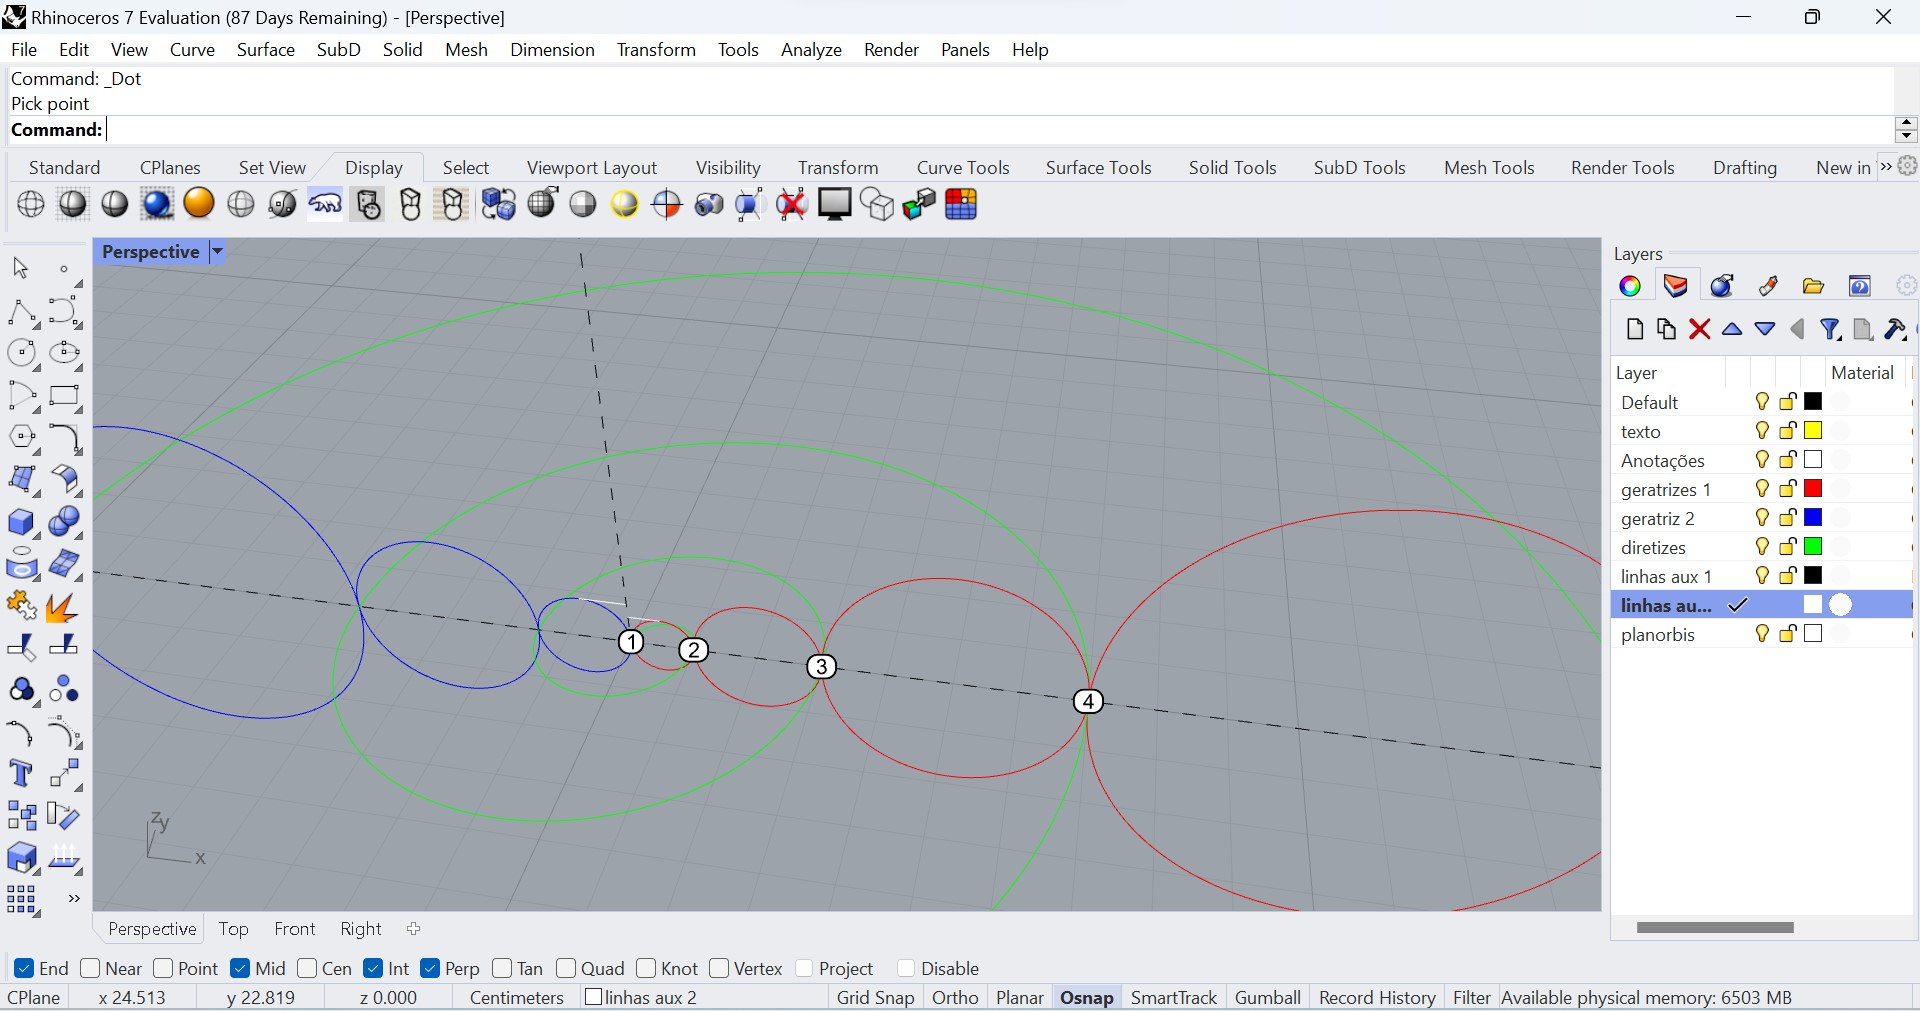 Rhinoceros 7 Evaluation (87 Days Remaining) - [Perspective]
File Edit View Curve Surface SubD Solid Mesh Dimension Transform Tools Analyze Render Panels Help
Command: _Dot
Pick point
Command:
Standard CPlanes Set View Display Select Viewport Layout Visibility Transform Curve Tools Surface Tools Solid Tools SubD Tools Mesh Tools Render Tools Drafting New in
Perspective
Layers
Layer Material
Default
texto
Anotações
geratrizes 1
geratriz 2
diretizes
linhas aux 1
linhas au...
planorbis
1
2
3
4
zy
x
Perspective Top Front Right
End Near Point Mid Cen Int Perp Tan Quad Knot Vertex Project Disable
CPlane x 24.513 y 22.819 z 0.000 Centimeters linhas aux 2 Grid Snap Ortho Planar Osnap SmartTrack Gumball Record History Filter Available physical memory: 6503 MB